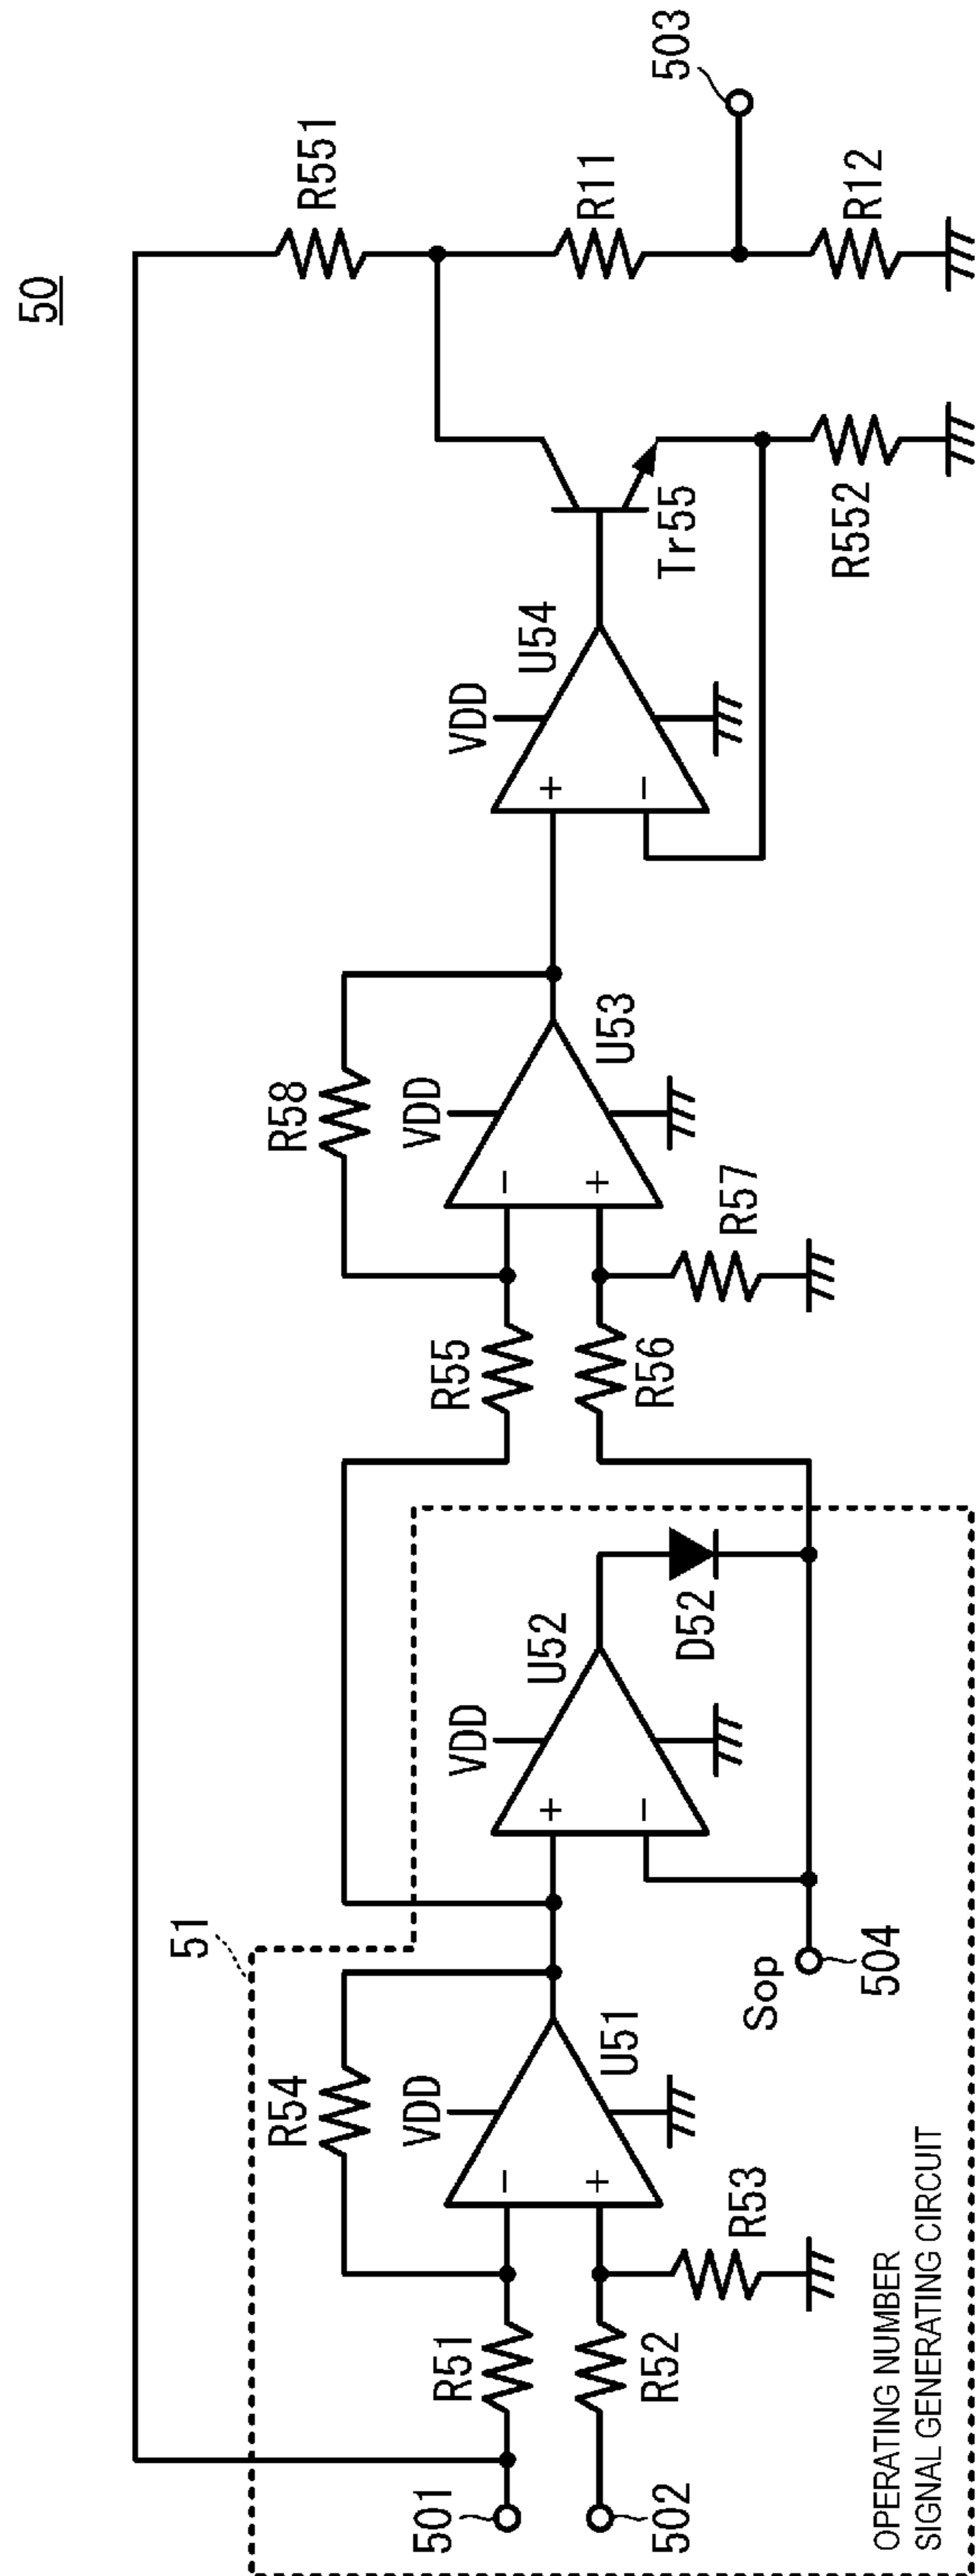 50
51
501
502
R51
R52
R53
R54
VDD
U51
-
+
VDD
U52
+
-
D52
Sop
504
OPERATING NUMBER
SIGNAL GENERATING CIRCUIT
R55
R56
R57
R58
VDD
U53
-
+
VDD
U54
+
-
Tr55
R552
R551
R11
R12
503